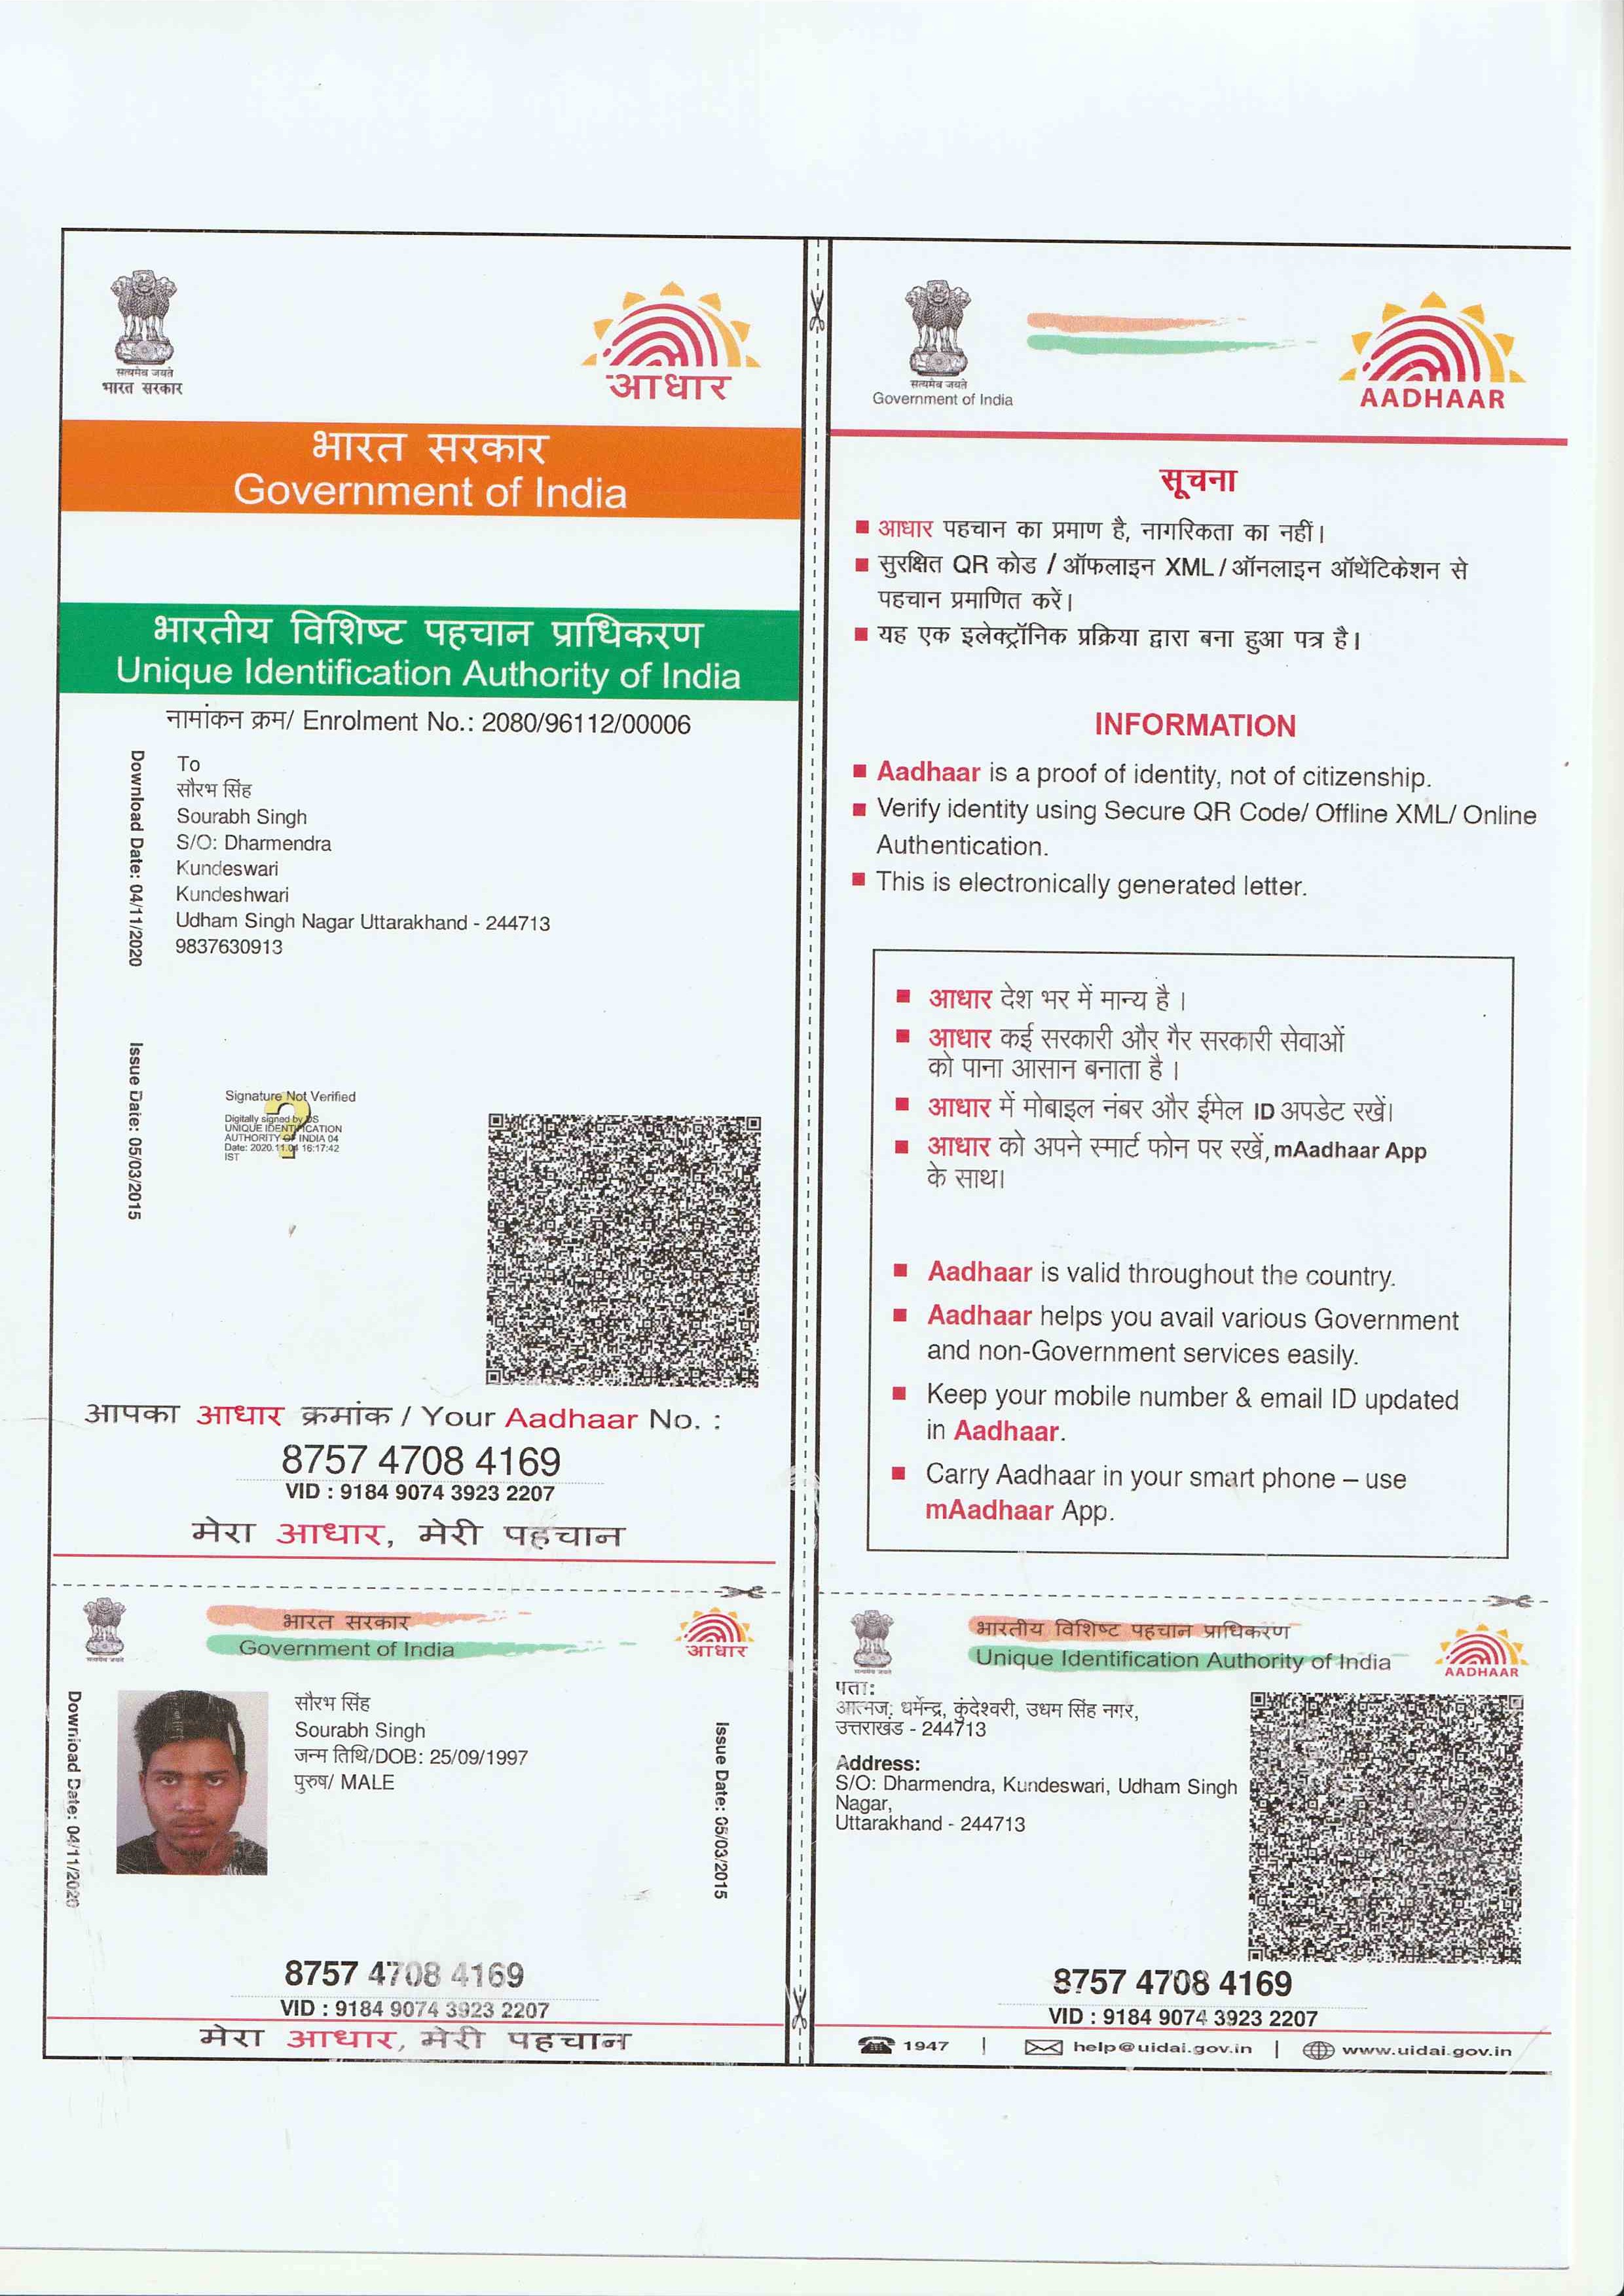 सत्यमेव जयते
भारत सरकार
आधार
भारत सरकार
Government of India
भारतीय विशिष्ट पहचान प्राधिकरण
Unique Identification Authority of India
नामांकन क्रम/ Enrolment No.: 2080/96112/00006
Download Date: 04/11/2020
To
सौरभ सिंह
Sourabh Singh
S/O: Dharmendra
Kundeswari
Kundeshwari
Udham Singh Nagar Uttarakhand - 244713
9837630913
Issue Date: 05/03/2015
Signature Not Verified
Digitally signed by DS
UNIQUE IDENTIFICATION
AUTHORITY OF INDIA 04
Date: 2020.11.04 16:17:42
IST
आपका आधार क्रमांक / Your Aadhaar No. :
8757 4708 4169
VID : 9184 9074 3923 2207
मेरा आधार, मेरी पहचान
सत्यमेव जयते
Government of India
AADHAAR
सूचना
■ आधार पहचान का प्रमाण है, नागरिकता का नहीं।
■ सुरक्षित QR कोड / ऑफलाइन XML / ऑनलाइन ऑथेंटिकेशन से
पहचान प्रमाणित करें।
■ यह एक इलेक्ट्रॉनिक प्रक्रिया द्वारा बना हुआ पत्र है।
INFORMATION
■ Aadhaar is a proof of identity, not of citizenship.
■ Verify identity using Secure QR Code/ Offline XML/ Online
Authentication.
■ This is electronically generated letter.
■ आधार देश भर में मान्य है ।
■ आधार कई सरकारी और गैर सरकारी सेवाओं
को पाना आसान बनाता है ।
■ आधार में मोबाइल नंबर और ईमेल ID अपडेट रखें।
■ आधार को अपने स्मार्ट फोन पर रखें, mAadhaar App
के साथ।
■ Aadhaar is valid throughout the country.
■ Aadhaar helps you avail various Government
and non-Government services easily.
■ Keep your mobile number & email ID updated
in Aadhaar.
■ Carry Aadhaar in your smart phone – use
mAadhaar App.
भारत सरकार
Government of India
आधार
Download Date: 04/11/2020
सौरभ सिंह
Sourabh Singh
जन्म तिथि/DOB: 25/09/1997
पुरुष/ MALE
Issue Date: 05/03/2015
8757 4708 4169
VID : 9184 9074 3923 2207
मेरा आधार, मेरी पहचान
भारतीय विशिष्ट पहचान प्राधिकरण
Unique Identification Authority of India
AADHAAR
पता:
आत्मज: धर्मेन्द्र, कुंदेश्वरी, उधम सिंह नगर,
उत्तराखंड - 244713
Address:
S/O: Dharmendra, Kundeswari, Udham Singh
Nagar,
Uttarakhand - 244713
8757 4708 4169
VID : 9184 9074 3923 2207
1947 | help@uidai.gov.in | www.uidai.gov.in